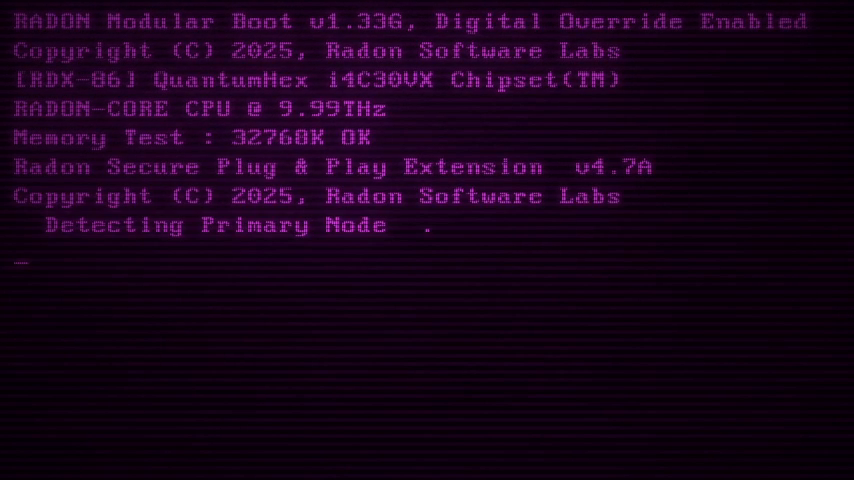 RADON Modular Boot v1.33G, Digital Override Enabled
Copyright (C) 2025, Radon Software Labs
[RDX-86] QuantumHex i4C30VX Chipset(TM)
RADON-CORE CPU @ 9.99THz
Memory Test : 32768K OK
Radon Secure Plug & Play Extension v4.7A
Copyright (C) 2025, Radon Software Labs
Detecting Primary Node .
_